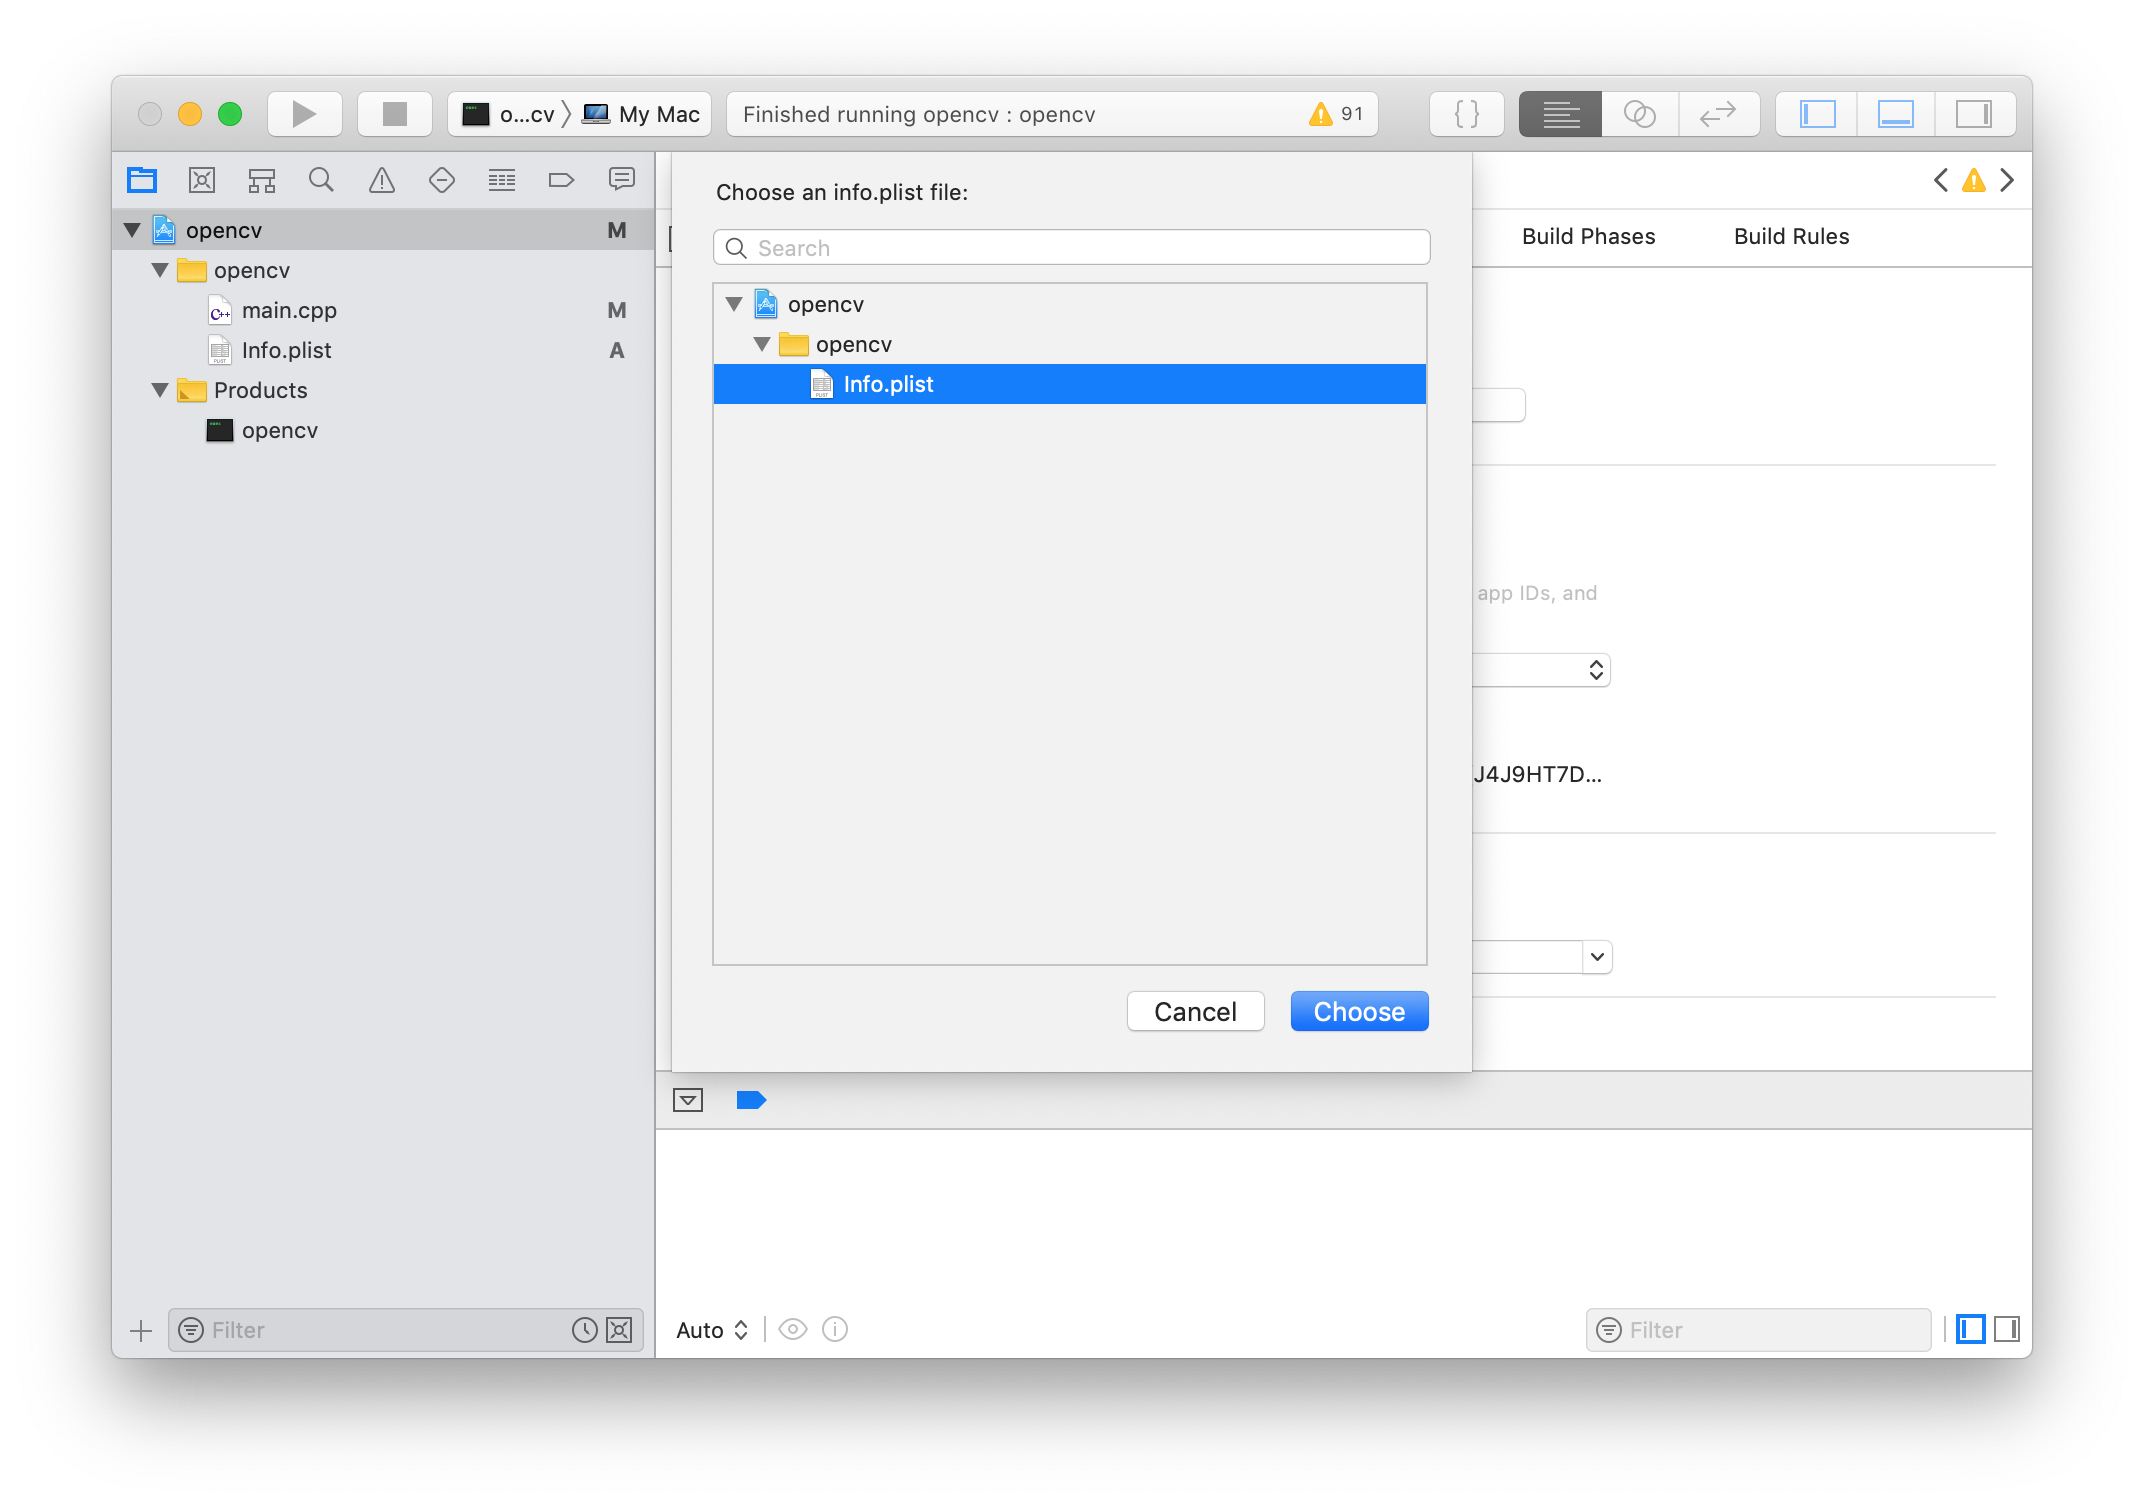 o...cv My Mac
Finished running opencv : opencv 91
opencv M
opencv
main.cpp M
Info.plist A
Products
opencv
Choose an info.plist file:
Search
opencv
opencv
Info.plist
Cancel Choose
Build Phases Build Rules
app IDs, and
J4J9HT7D...
Filter
Auto
Filter